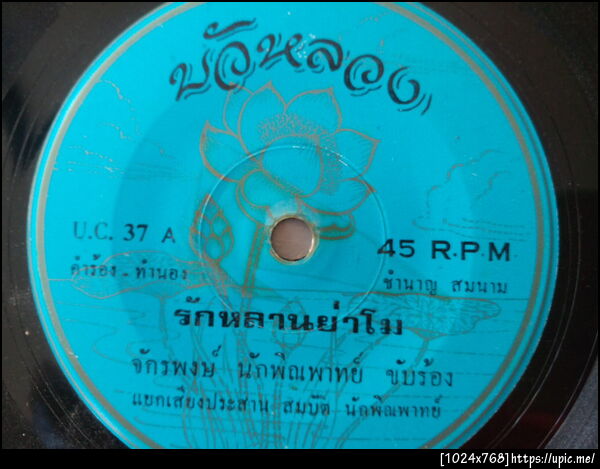 บัวหลวง
U.C. 37 A
45 R.P.M
คำร้อง - ทำนอง
ชำนาญ สมนาม
รักหลานย่าโม
จักรพงษ์ นักพิณพาทย์ ขับร้อง
แยกเสียงประสาน สมบัติ นักพิณพาทย์
[1024x768]https://upic.me/